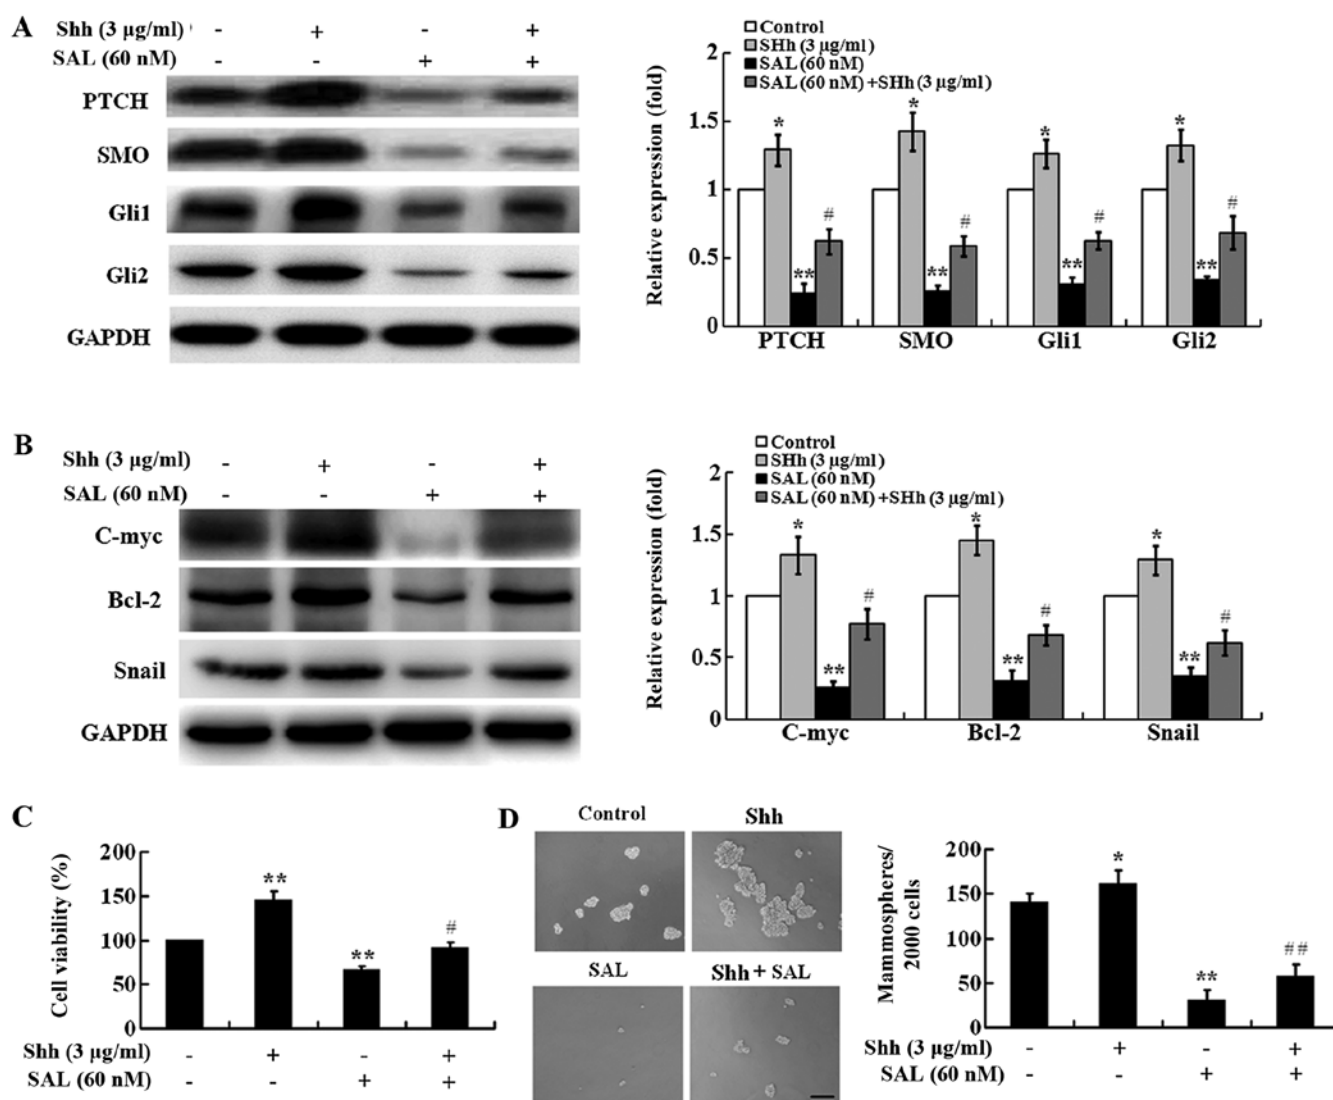 A
Shh (3 µg/ml) - + - +
SAL (60 nM) - - + +
PTCH
SMO
Gli1
Gli2
GAPDH
Control
SHh (3 µg/ml)
SAL (60 nM)
SAL (60 nM) +SHh (3 µg/ml)
Relative expression (fold)
2
1.5
1
0.5
0
* ** #
* ** #
* ** #
* ** #
PTCH SMO Gli1 Gli2
B
Shh (3 µg/ml) - + - +
SAL (60 nM) - - + +
C-myc
Bcl-2
Snail
GAPDH
Control
SHh (3 µg/ml)
SAL (60 nM)
SAL (60 nM) +SHh (3 µg/ml)
Relative expression (fold)
2
1.5
1
0.5
0
* ** #
* ** #
* ** #
C-myc Bcl-2 Snail
C
Cell viability (%)
200
150
100
50
0
** ** #
Shh (3 µg/ml) - + - +
SAL (60 nM) - - + +
D
Control Shh
SAL Shh + SAL
Mammospheres/
2000 cells
200
150
100
50
0
* ** ##
Shh (3 µg/ml) - + - +
SAL (60 nM) - - + +